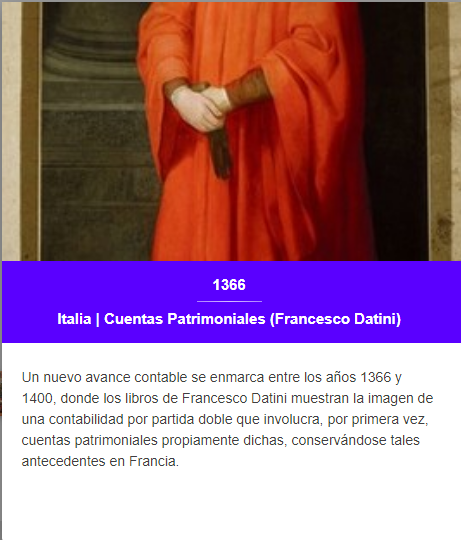 1366
Italia | Cuentas Patrimoniales (Francesco Datini)
Un nuevo avance contable se enmarca entre los años 1366 y
1400, donde los libros de Francesco Datini muestran la imagen de
una contabilidad por partida doble que involucra, por primera vez,
cuentas patrimoniales propiamente dichas, conservándose tales
antecedentes en Francia.